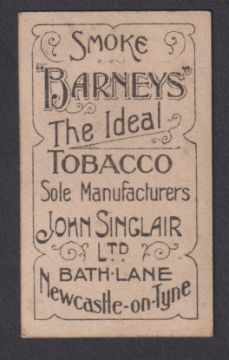 SMOKE
"BARNEYS"
The Ideal
TOBACCO
Sole Manufacturers
JOHN SINCLAIR
LTD
BATH-LANE
Newcastle-on-Tyne